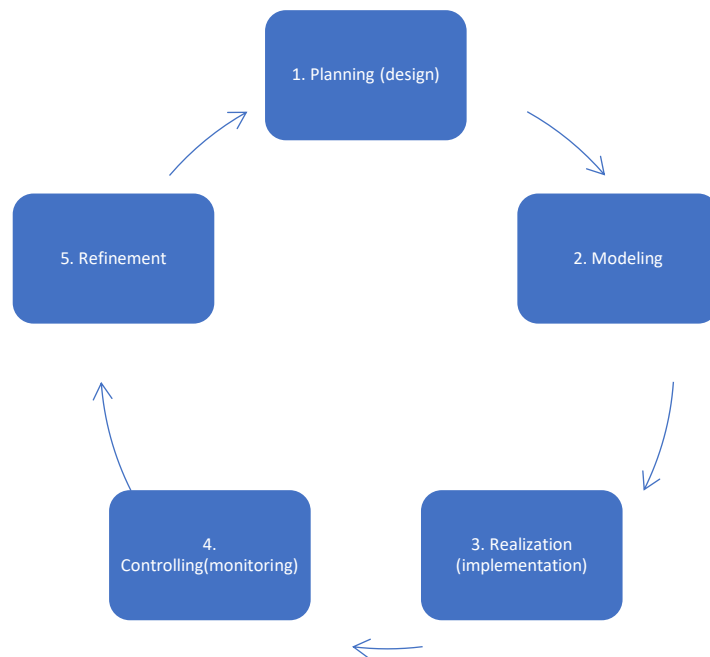 1. Planning (design)
2. Modeling
3. Realization
(implementation)
4.
Controlling(monitoring)
5. Refinement